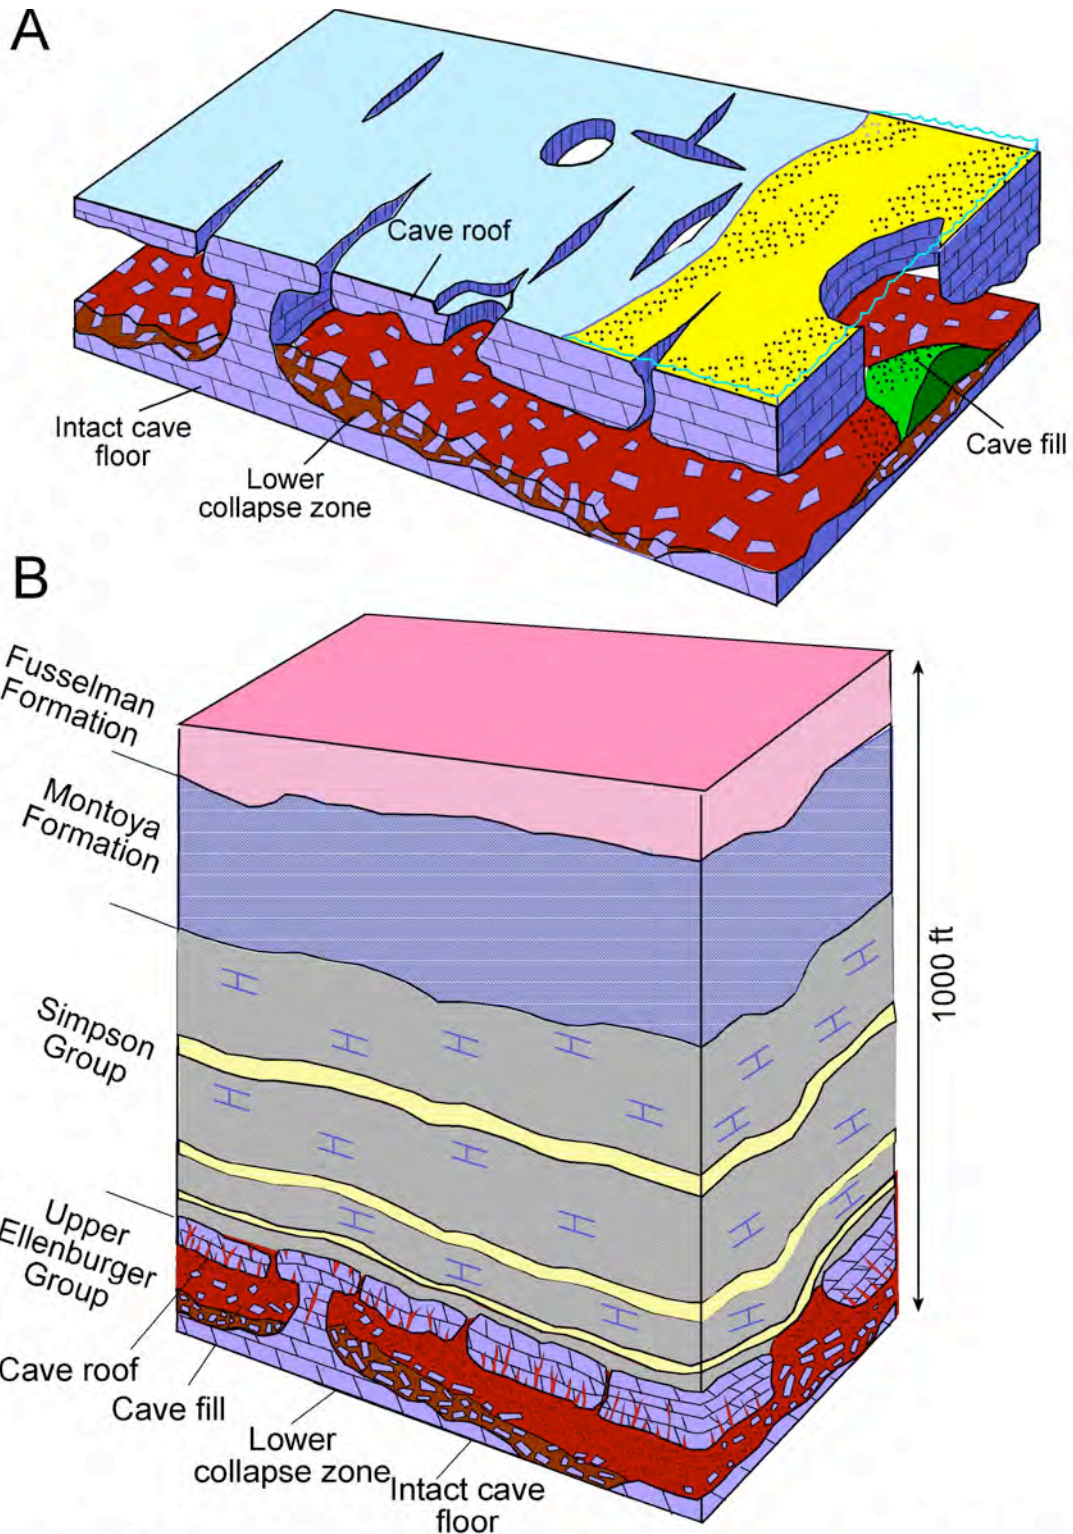 A
Cave roof
Intact cave
floor
Lower
collapse zone
Cave fill
B
Fusselman
Formation
Montoya
Formation
Simpson
Group
Upper
Ellenburger
Group
1000 ft
Cave roof
Cave fill
Lower
collapse zone
Intact cave
floor